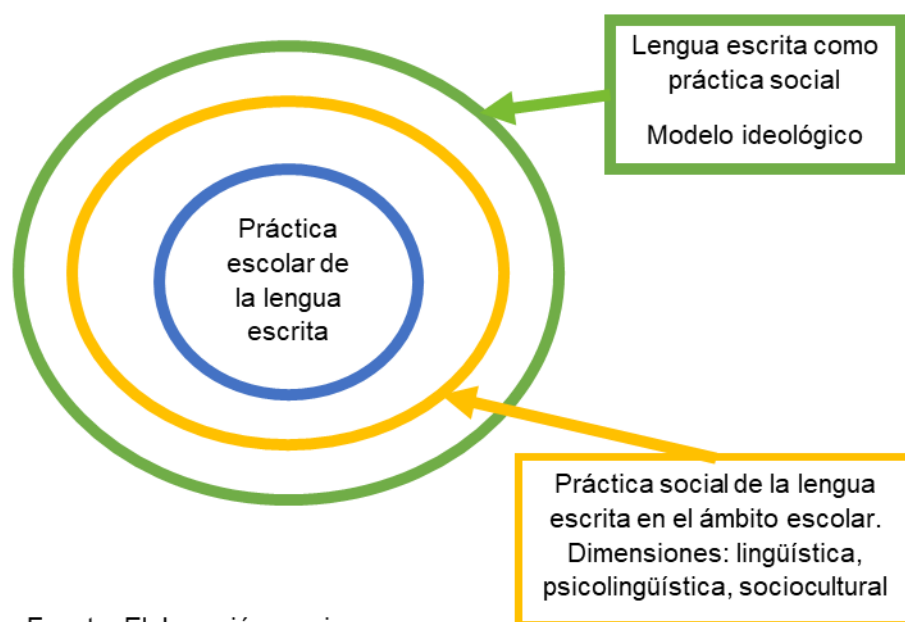 Lengua escrita como
práctica social
Modelo ideológico
Práctica
escolar de
la lengua
escrita
Práctica social de la lengua
escrita en el ámbito escolar.
Dimensiones: lingüística,
psicolingüística, sociocultural